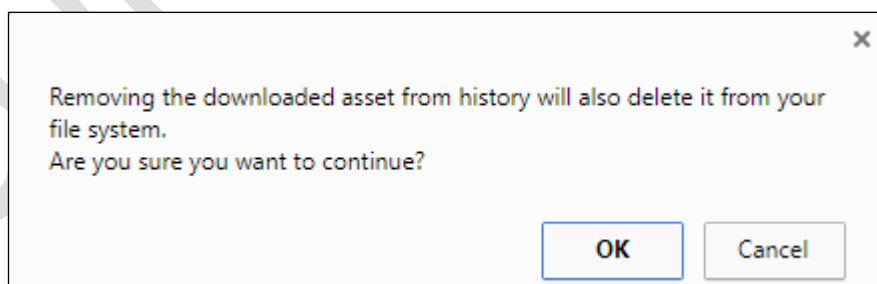 Removing the downloaded asset from history will also delete it from your
file system.
Are you sure you want to continue?
OK
Cancel